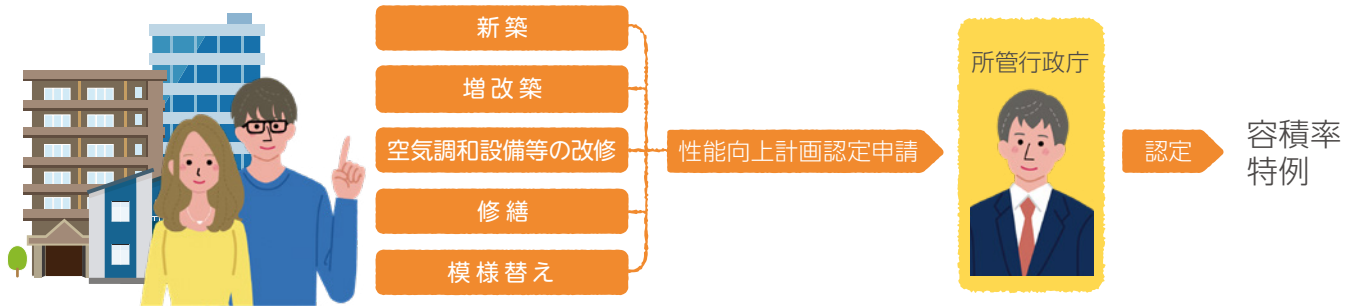 新築
増改築
空気調和設備等の改修
修繕
模様替え
性能向上計画認定申請
所管行政庁
認定
容積率
特例